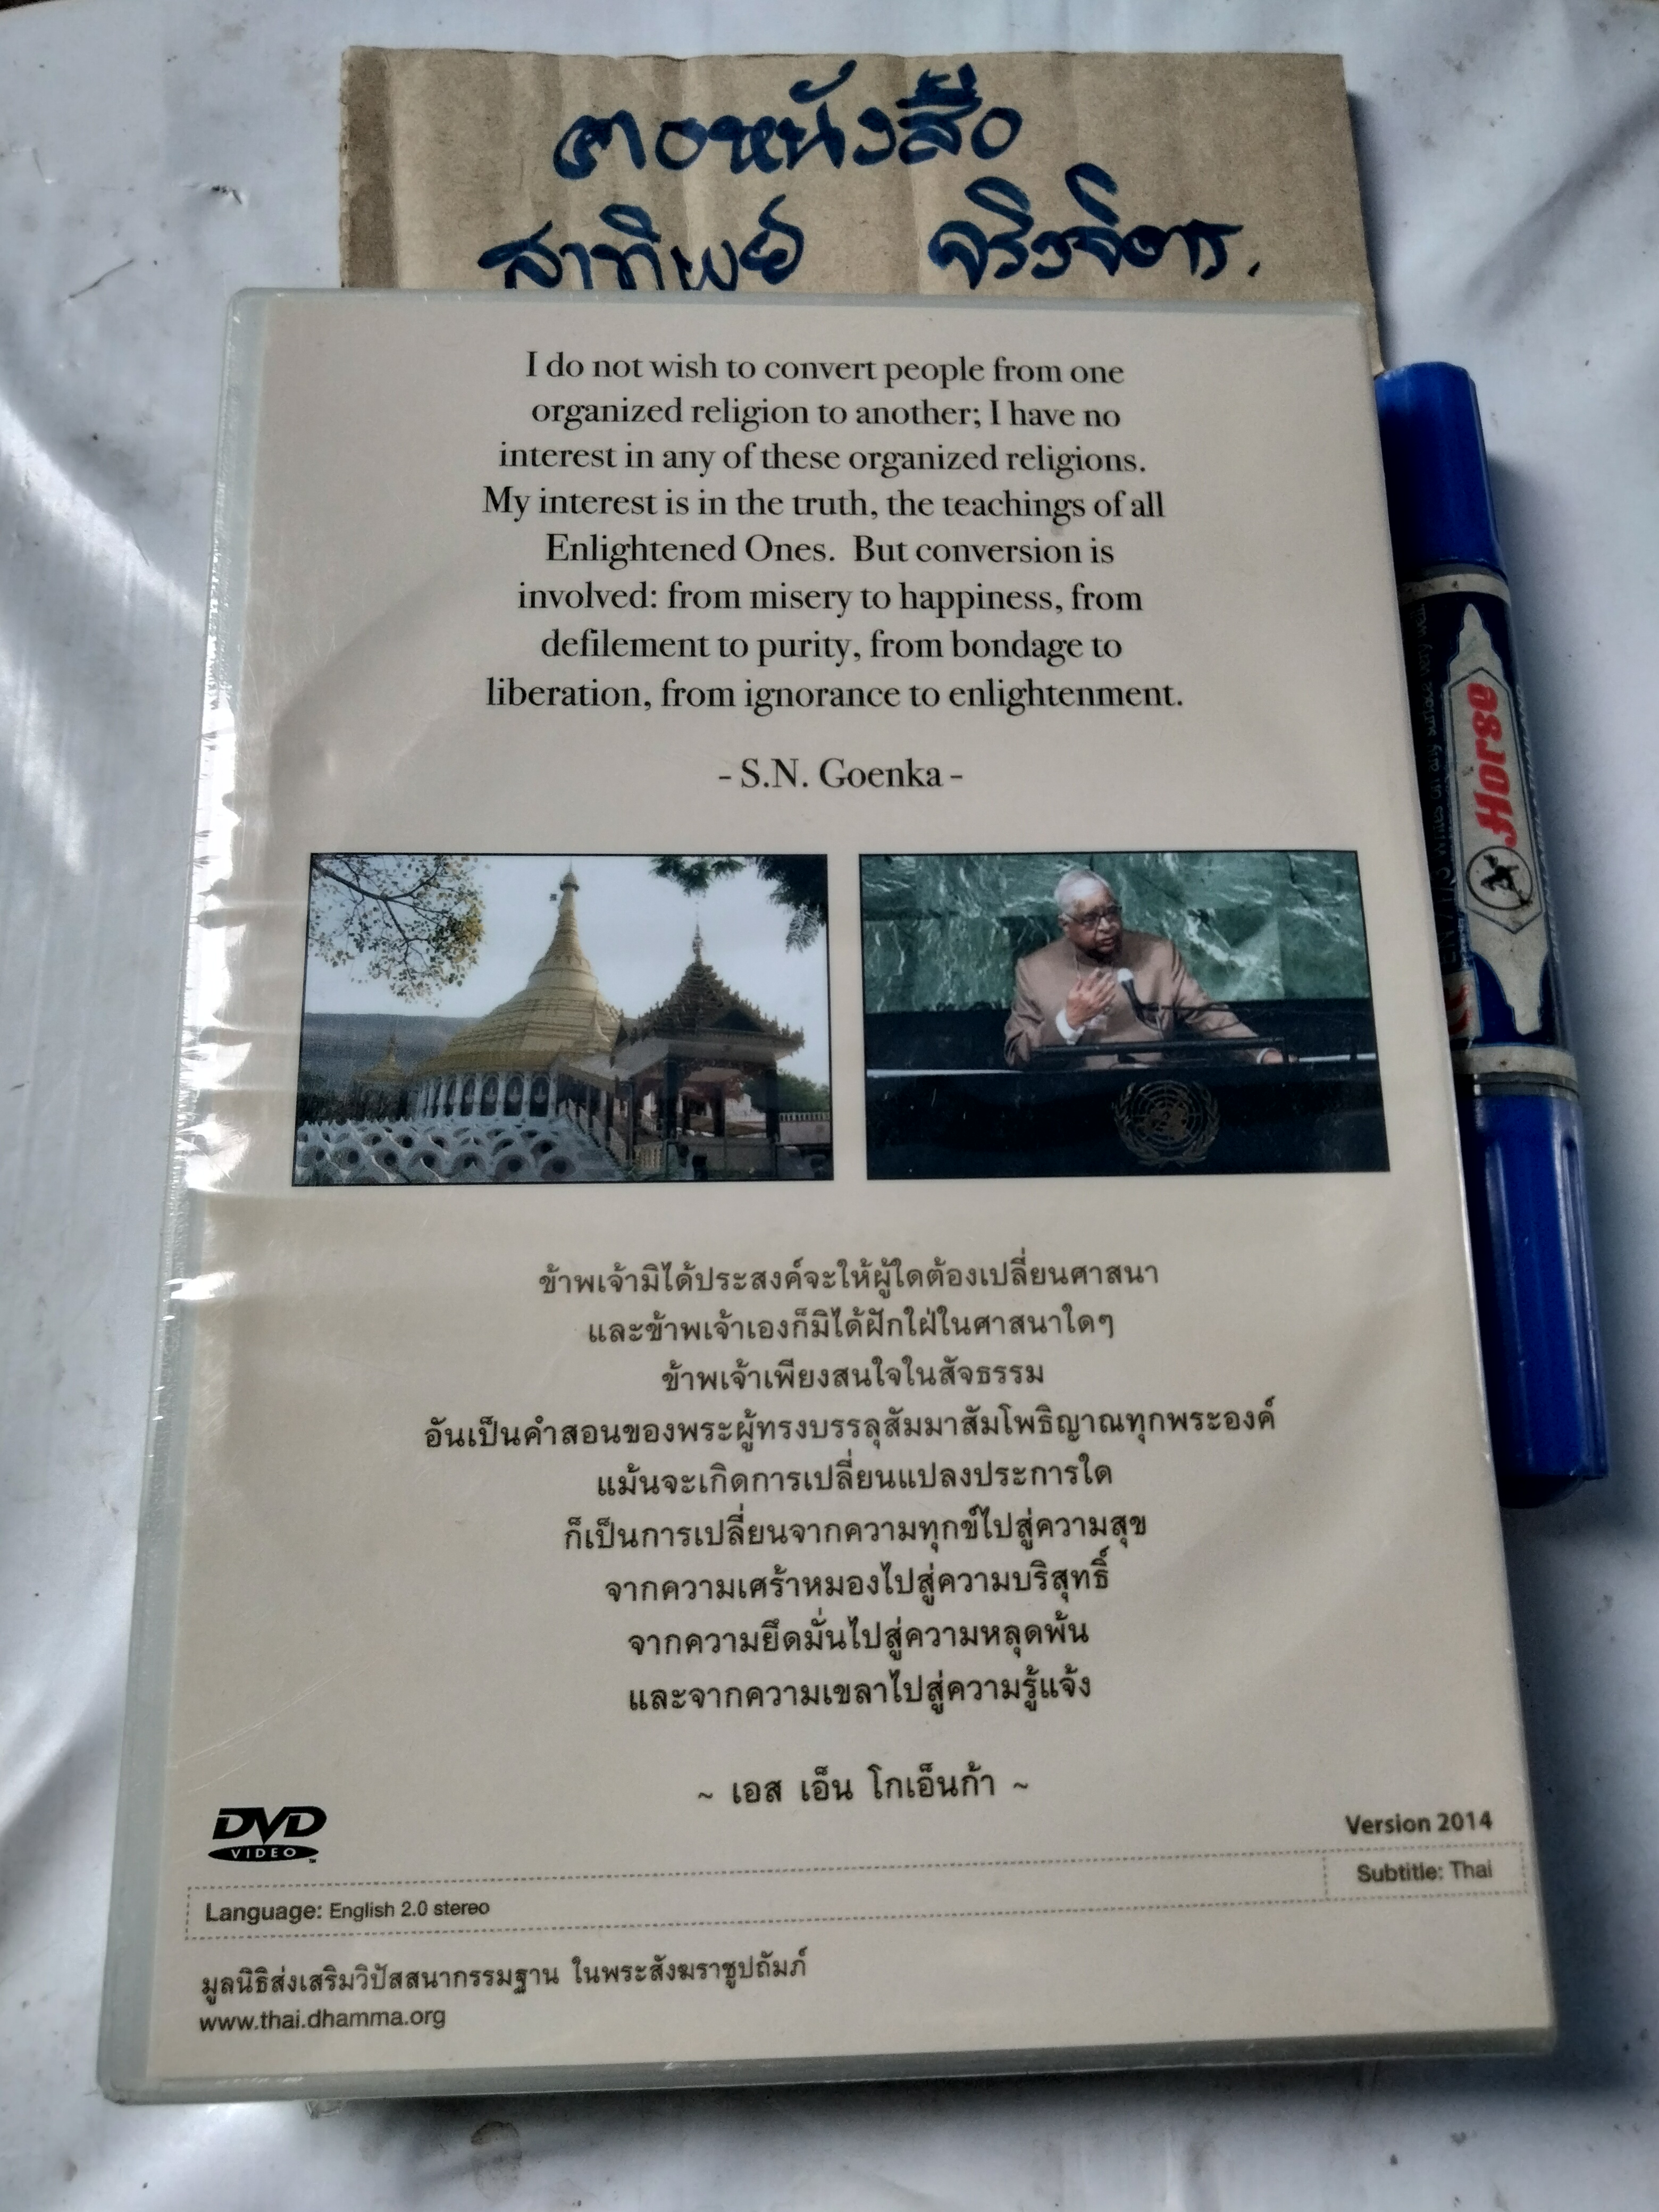 ฅอหนังสือ
สาทิพย์ จริงจิตร.
I do not wish to convert people from one
organized religion to another; I have no
interest in any of these organized religions.
My interest is in the truth, the teachings of all
Enlightened Ones. But conversion is
involved: from misery to happiness, from
defilement to purity, from bondage to
liberation, from ignorance to enlightenment.
- S.N. Goenka -
ข้าพเจ้ามิได้ประสงค์จะให้ผู้ใดต้องเปลี่ยนศาสนา
และข้าพเจ้าเองก็มิได้ฝักใฝ่ในศาสนาใดๆ
ข้าพเจ้าเพียงสนใจในสัจธรรม
อันเป็นคำสอนของพระผู้ทรงบรรลุสัมมาสัมโพธิญาณทุกพระองค์
แม้นจะเกิดการเปลี่ยนแปลงประการใด
ก็เป็นการเปลี่ยนจากความทุกข์ไปสู่ความสุข
จากความเศร้าหมองไปสู่ความบริสุทธิ์
จากความยึดมั่นไปสู่ความหลุดพ้น
และจากความเขลาไปสู่ความรู้แจ้ง
~ เอส เอ็น โกเอ็นก้า ~
DVD
VIDEO
Version 2014
Language: English 2.0 stereo
Subtitle: Thai
มูลนิธิส่งเสริมวิปัสสนากรรมฐาน ในพระสังฆราชูปถัมภ์
www.thai.dhamma.org
Horse